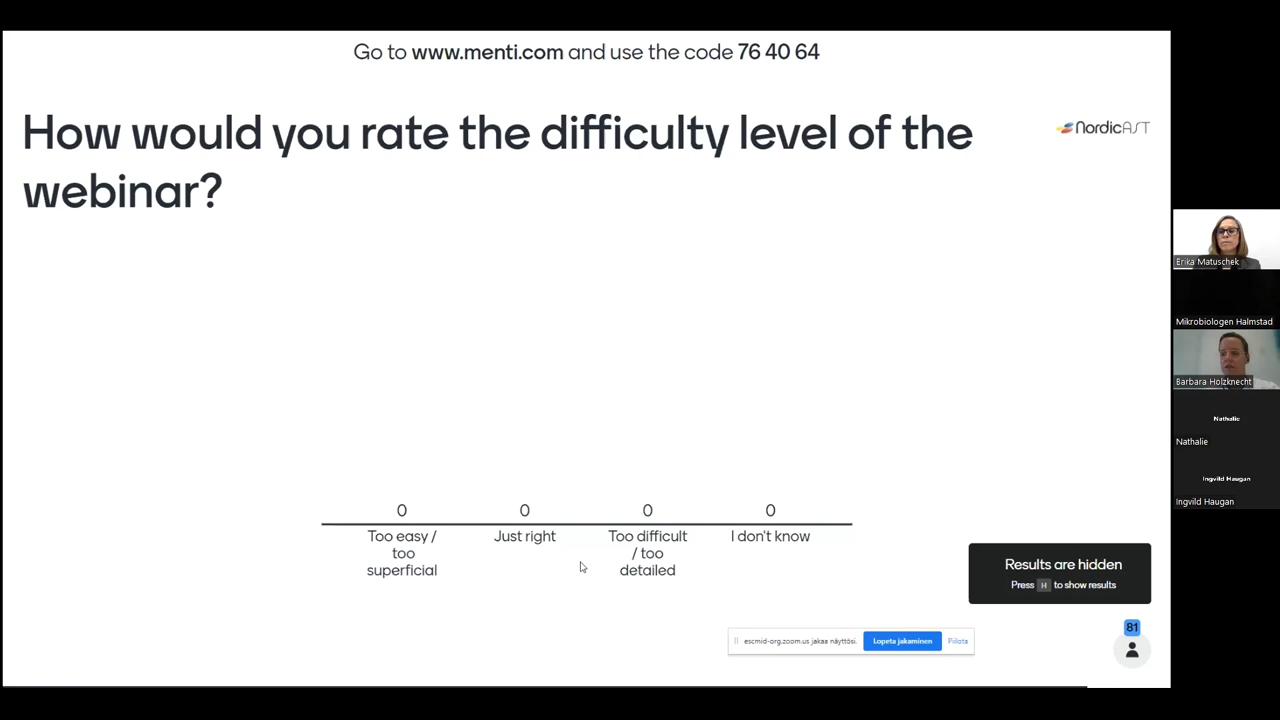 Go to www.menti.com and use the code 76 40 64
How would you rate the difficulty level of the
webinar?
NordicAST
Erika Matuschek
Mikrobiologen Halmstad
Barbara Holzknecht
Nathalie
Nathalie
Ingvild Haugan
Ingvild Haugan
0
0
0
0
Too easy /
too
superficial
Just right
Too difficult
/ too
detailed
I don't know
Results are hidden
Press H to show results
escmid-org.zoom.us jakaa näyttösi.
Lopeta jakaminen
Piilota
81